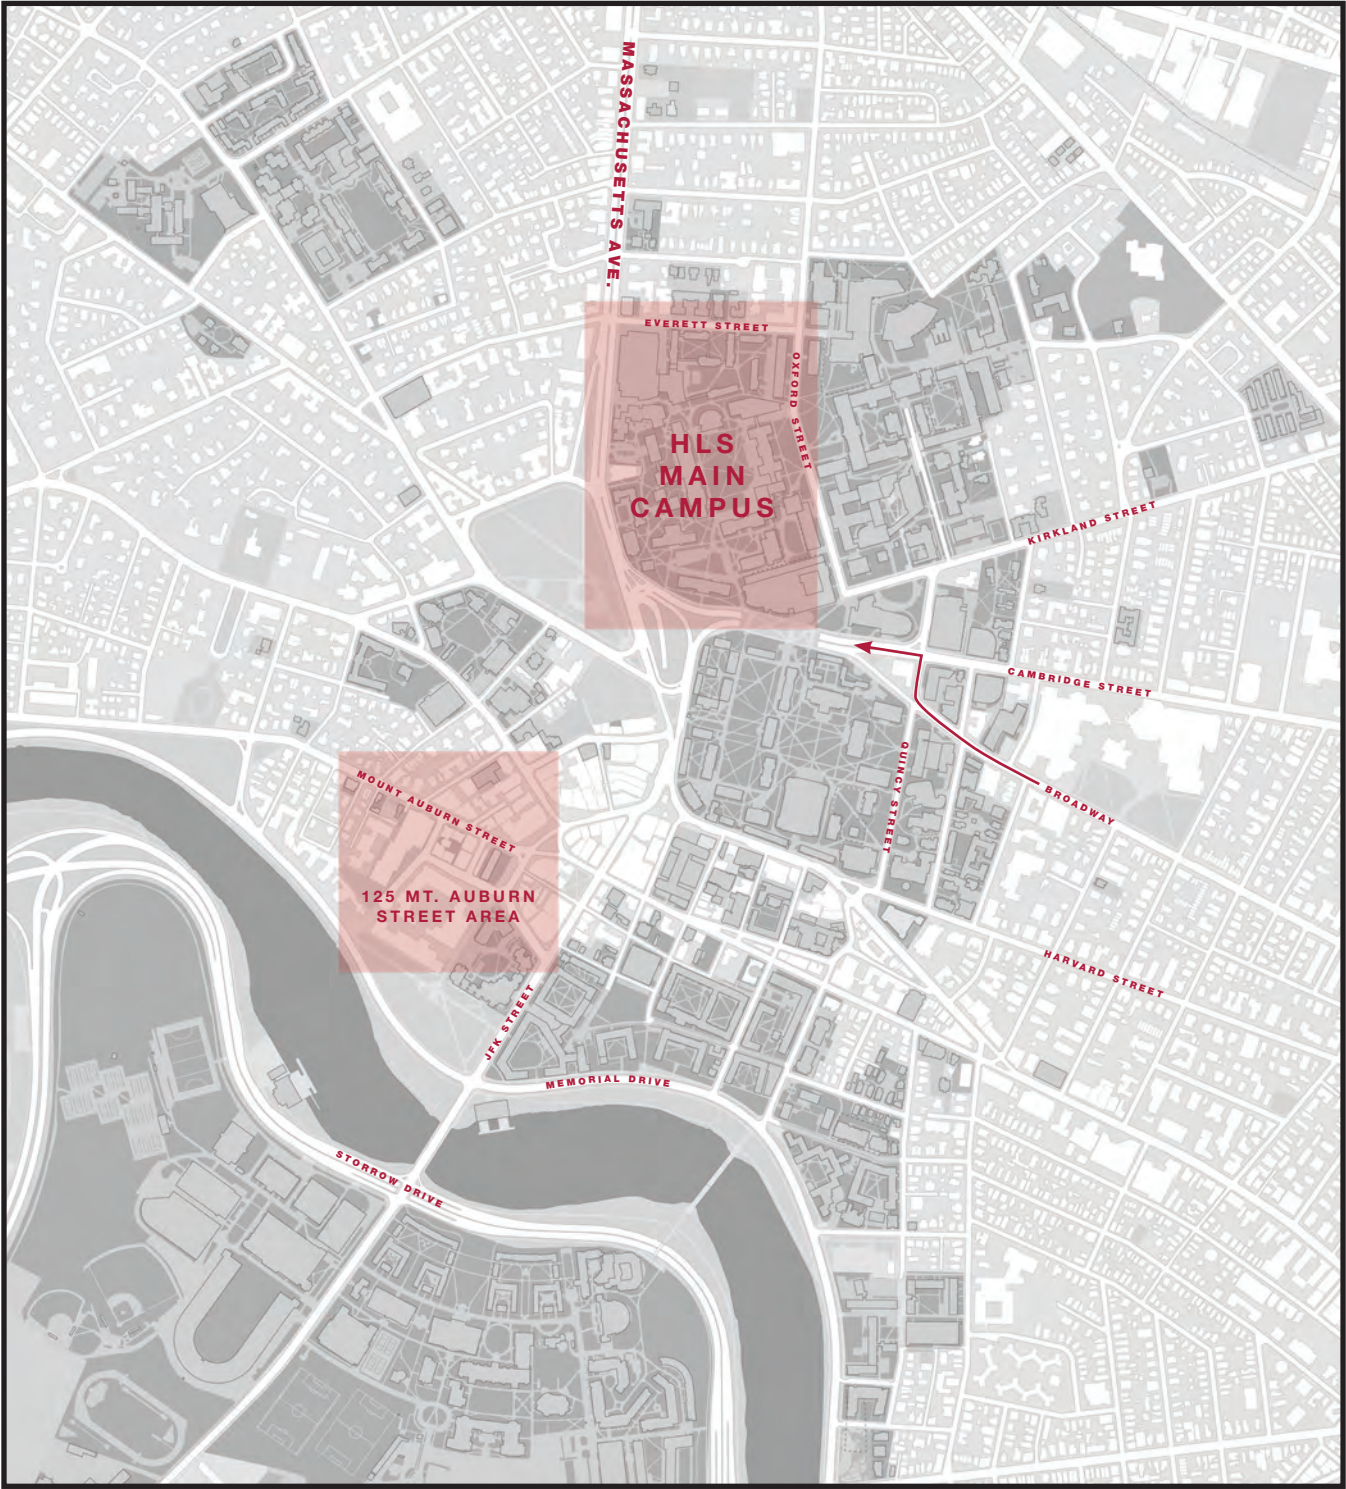 MASSACHUSETTS AVE.
EVERETT STREET
OXFORD STREET
HLS
MAIN
CAMPUS
KIRKLAND STREET
CAMBRIDGE STREET
QUINCY STREET
BROADWAY
MOUNT AUBURN STREET
125 MT. AUBURN
STREET AREA
HARVARD STREET
JFK STREET
MEMORIAL DRIVE
STORROW DRIVE